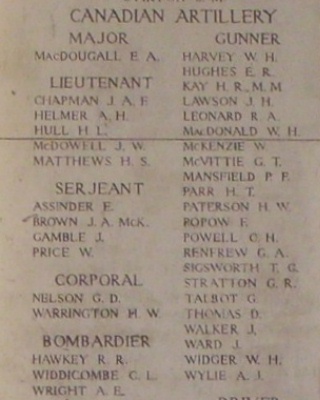 CANADIAN ARTILLERY
MAJOR
MACDOUGALL E. A.
LIEUTENANT
CHAPMAN J. A. F.
HELMER A. H.
HULL H. L.
MCDOWELL J. W.
MATTHEWS H. S.
SERJEANT
ASSINDER E.
BROWN J. A. MCK.
GAMBLE J.
PRICE W.
CORPORAL
NELSON G. D.
WARRINGTON H. W.
BOMBARDIER
HAWKEY R. R.
WIDDICOMBE C. L.
WRIGHT A. E.
GUNNER
HARVEY W. H.
HUGHES E. R.
KAY H. R., M. M.
LAWSON J. H.
LEONARD R. A.
MACDONALD W. H.
MCKENZIE W.
MCVITTIE G. T.
MANSFIELD P. F.
PARR H. T.
PATERSON H. W.
POPOW F.
POWELL C. H.
RENFREW G. A.
SIGSWORTH T. G.
STRATTON G. R.
TALBOT G.
THOMAS D.
WALKER J.
WARD J.
WIDGER W. H.
WYLIE A. J.
DRIVER